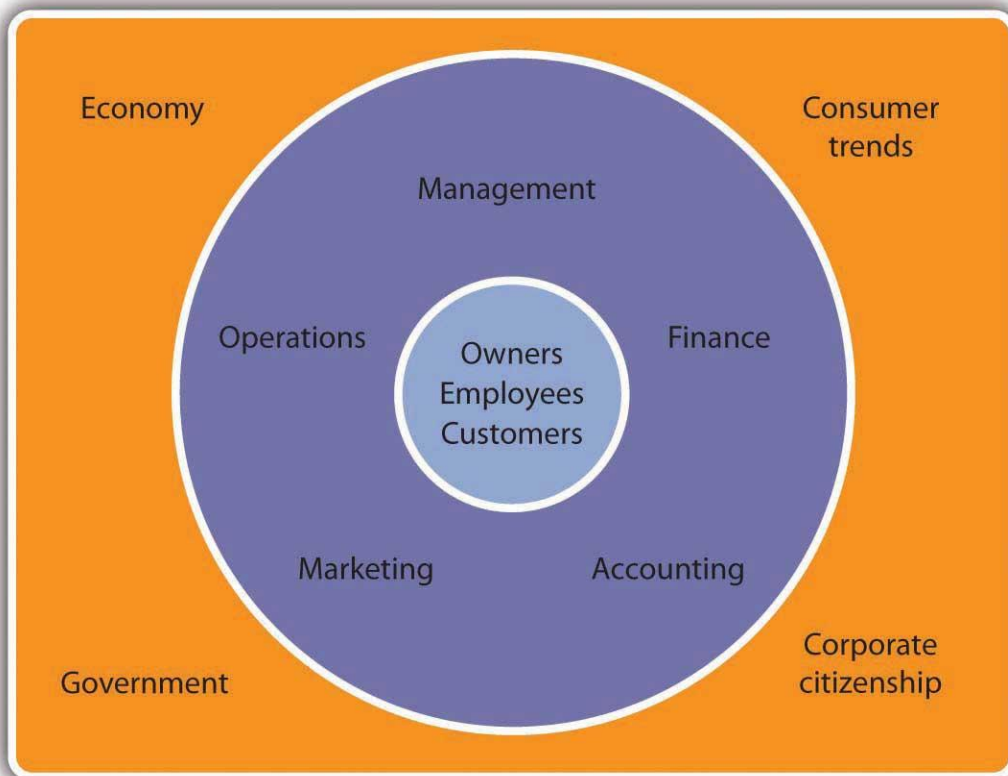 Economy
Consumer
trends
Management
Operations
Finance
Owners
Employees
Customers
Marketing
Accounting
Government
Corporate
citizenship